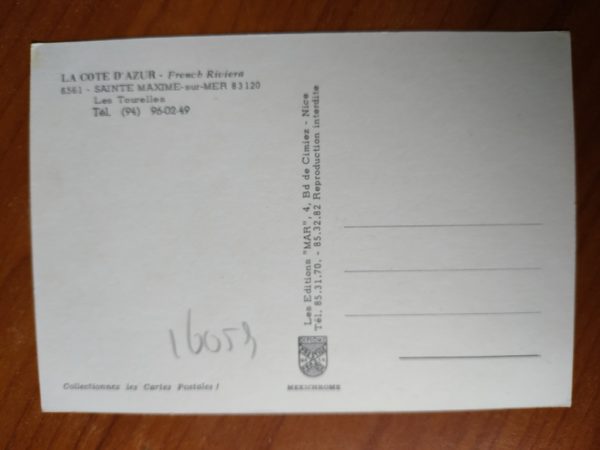 LA COTE D'AZUR - French Riviera
6561 - SAINTE MAXIME-sur-MER 83120
Les Tourelles
Tél. (94) 96-02-49
Les Editions "MAR", 4, Bd de Cimiez - Nice
Tél. 85.31.70. - 85.32.82 Reproduction interdite
16053
Collectionnez les Cartes Postales !
MEXICHROME